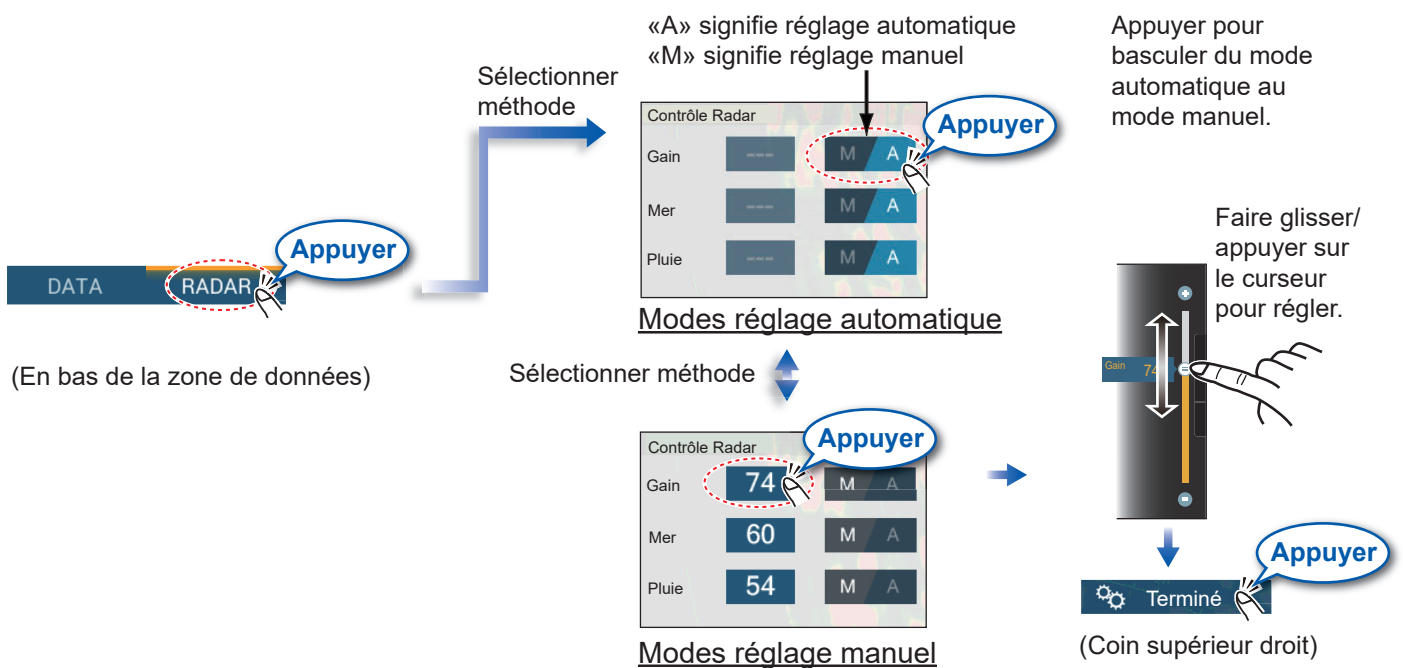 «A» signifie réglage automatique
«M» signifie réglage manuel
Appuyer pour
basculer du mode
automatique au
mode manuel.
Sélectionner
méthode
Contrôle Radar
Appuyer
Gain --- M A
Mer --- M A
Pluie --- M A
Modes réglage automatique
Appuyer
DATA RADAR
(En bas de la zone de données)
Faire glisser/
appuyer sur
le curseur
pour régler.
Gain 74
Sélectionner méthode
Contrôle Radar
Appuyer
Gain 74 M A
Mer 60 M A
Pluie 54 M A
Modes réglage manuel
Appuyer
Terminé
(Coin supérieur droit)